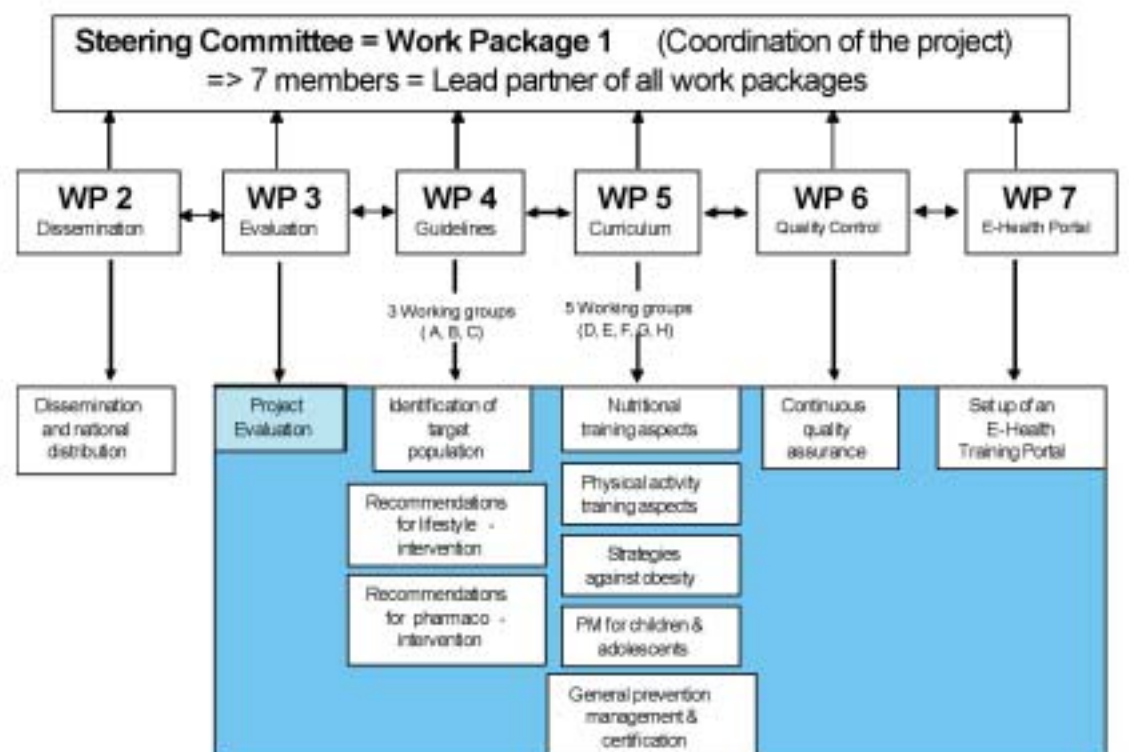 Steering Committee = Work Package 1 (Coordination of the project)
=> 7 members = Lead partner of all work packages
WP 2
Dissemination
WP 3
Evaluation
WP 4
Guidelines
WP 5
Curriculum
WP 6
Quality Control
WP 7
E-Health Portal
3 Working groups
( A, B, C)
5 Working groups
(D, E, F, G, H)
Dissemination
and national
distribution
Project
Evaluation
Identification of
target
population
Recommendations
for lifestyle -
intervention
Recommendations
for pharmaco -
intervention
Nutritional
training aspects
Physical activity
training aspects
Strategies
against obesity
PM for children &
adolescents
General prevention
management &
certification
Continuous
quality
assurance
Set up of an
E-Health
Training Portal